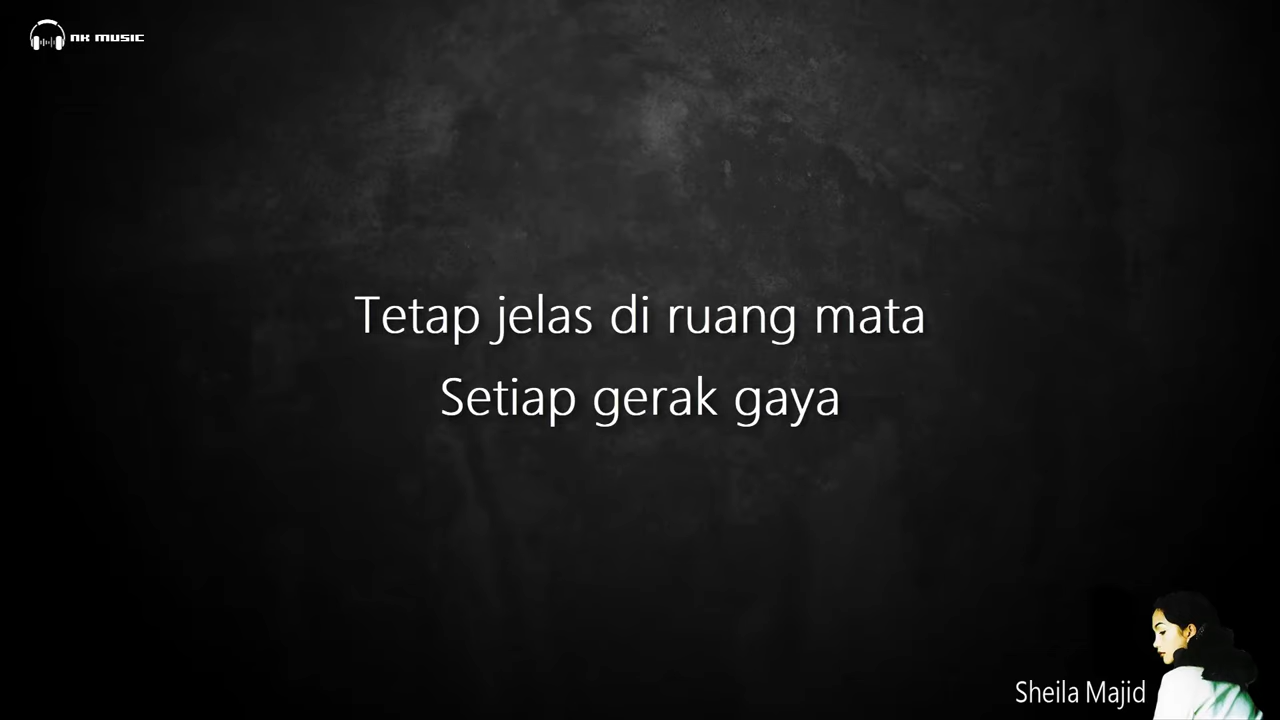 NK MUSIC
Tetap jelas di ruang mata
Setiap gerak gaya
Sheila Majid